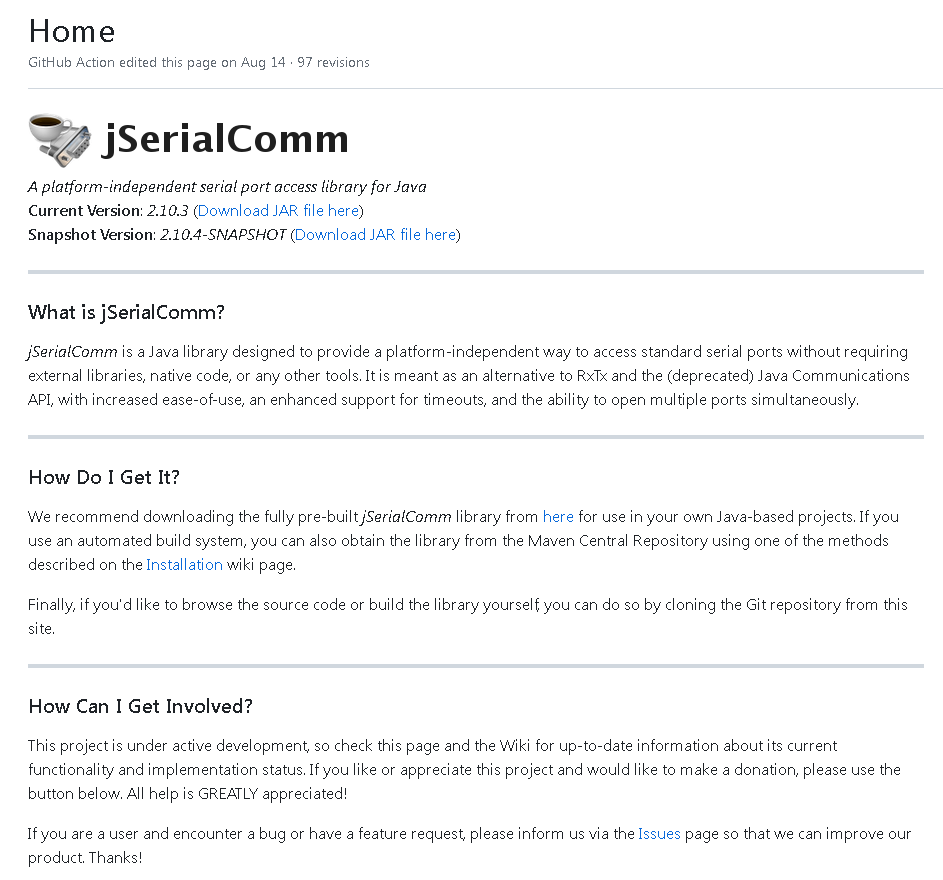 Home
GitHub Action edited this page on Aug 14 · 97 revisions
jSerialComm
A platform-independent serial port access library for Java
Current Version: 2.10.3 (Download JAR file here)
Snapshot Version: 2.10.4-SNAPSHOT (Download JAR file here)
What is jSerialComm?
jSerialComm is a Java library designed to provide a platform-independent way to access standard serial ports without requiring
external libraries, native code, or any other tools. It is meant as an alternative to RxTx and the (deprecated) Java Communications
API, with increased ease-of-use, an enhanced support for timeouts, and the ability to open multiple ports simultaneously.
How Do I Get It?
We recommend downloading the fully pre-built jSerialComm library from here for use in your own Java-based projects. If you
use an automated build system, you can also obtain the library from the Maven Central Repository using one of the methods
described on the Installation wiki page.
Finally, if you'd like to browse the source code or build the library yourself, you can do so by cloning the Git repository from this
site.
How Can I Get Involved?
This project is under active development, so check this page and the Wiki for up-to-date information about its current
functionality and implementation status. If you like or appreciate this project and would like to make a donation, please use the
button below. All help is GREATLY appreciated!
If you are a user and encounter a bug or have a feature request, please inform us via the Issues page so that we can improve our
product. Thanks!